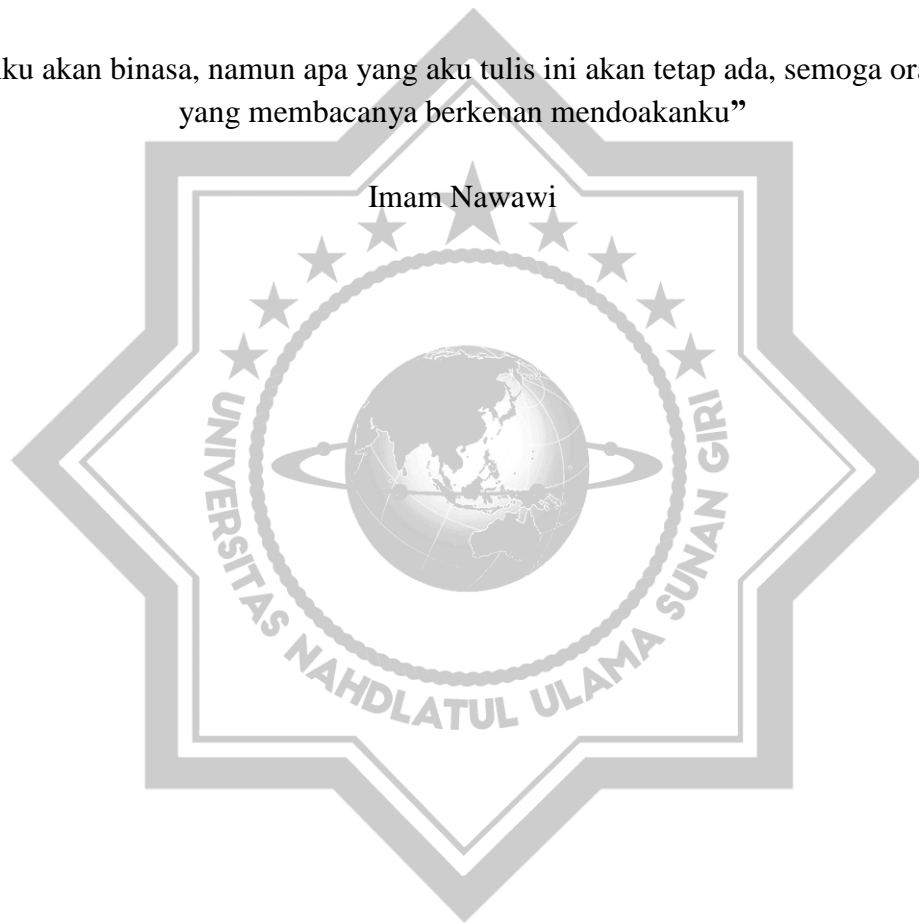 ku akan binasa, namun apa yang aku tulis ini akan tetap ada, semoga ora
yang membacanya berkenan mendoakanku”
Imam Nawawi
UNIVERSITAS NAHDLATUL ULAMA SUNAN GIRI